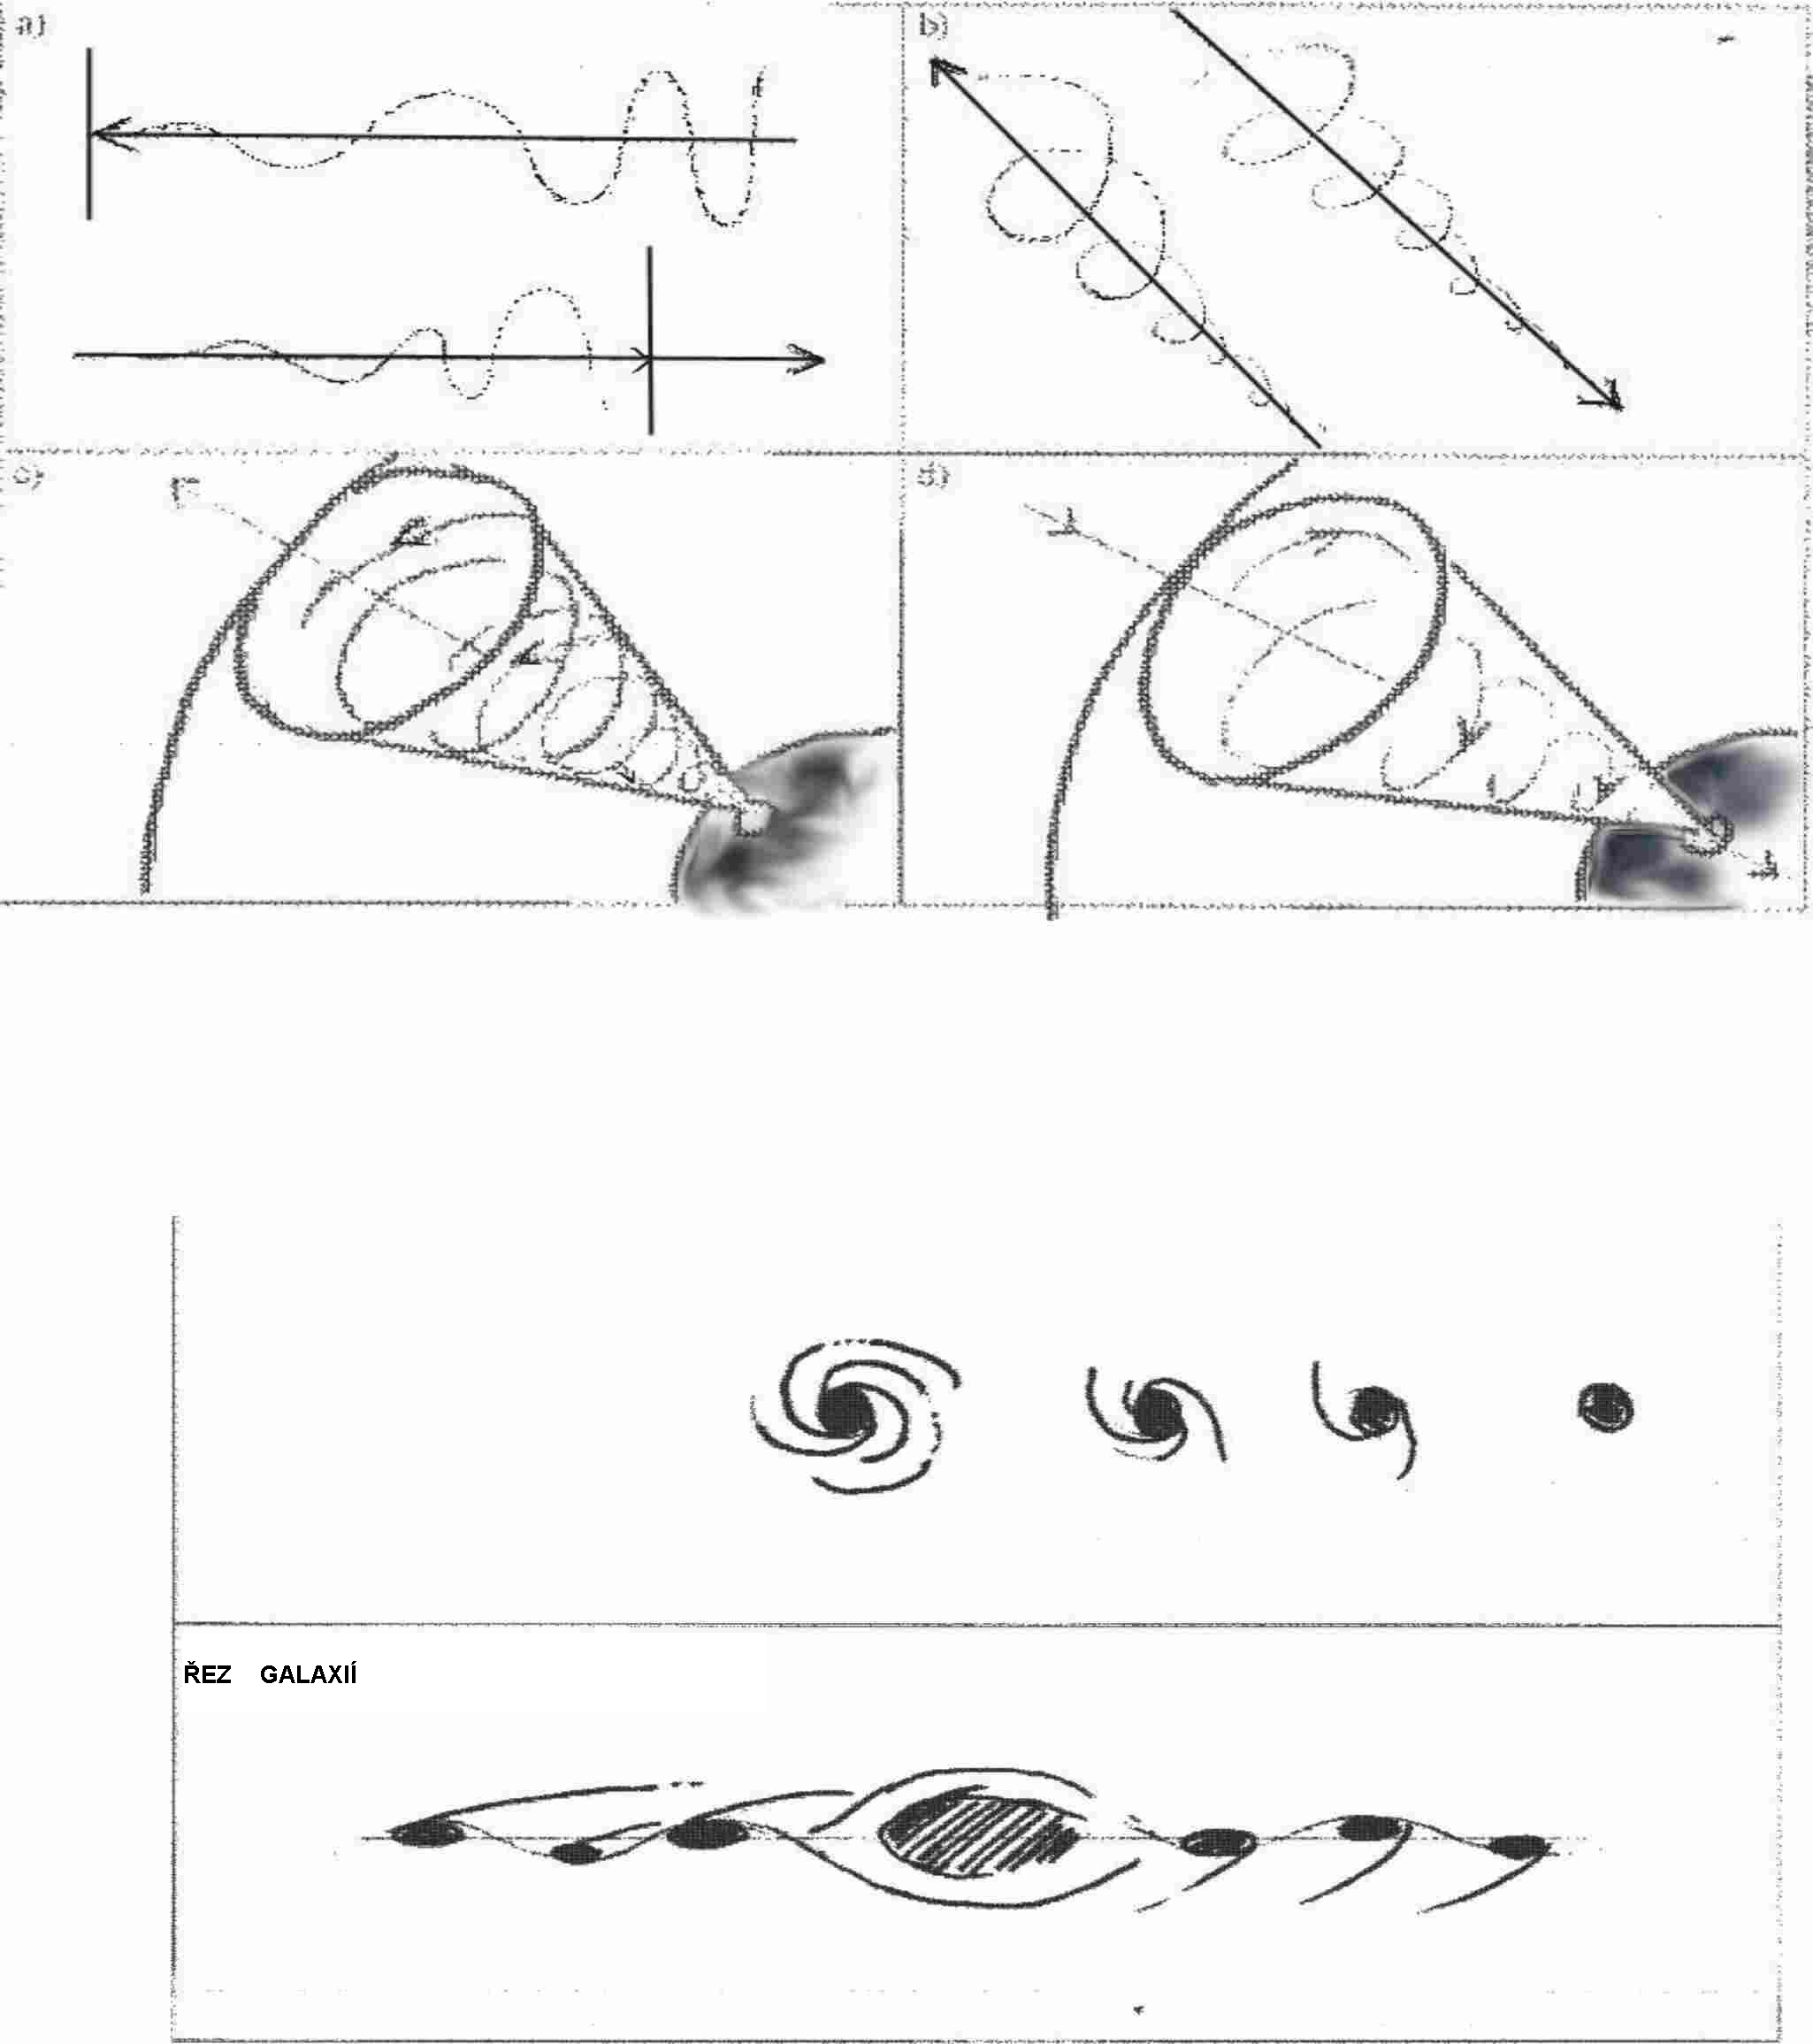 a)
b)
c)
d)
ŘEZ GALAXIÍ